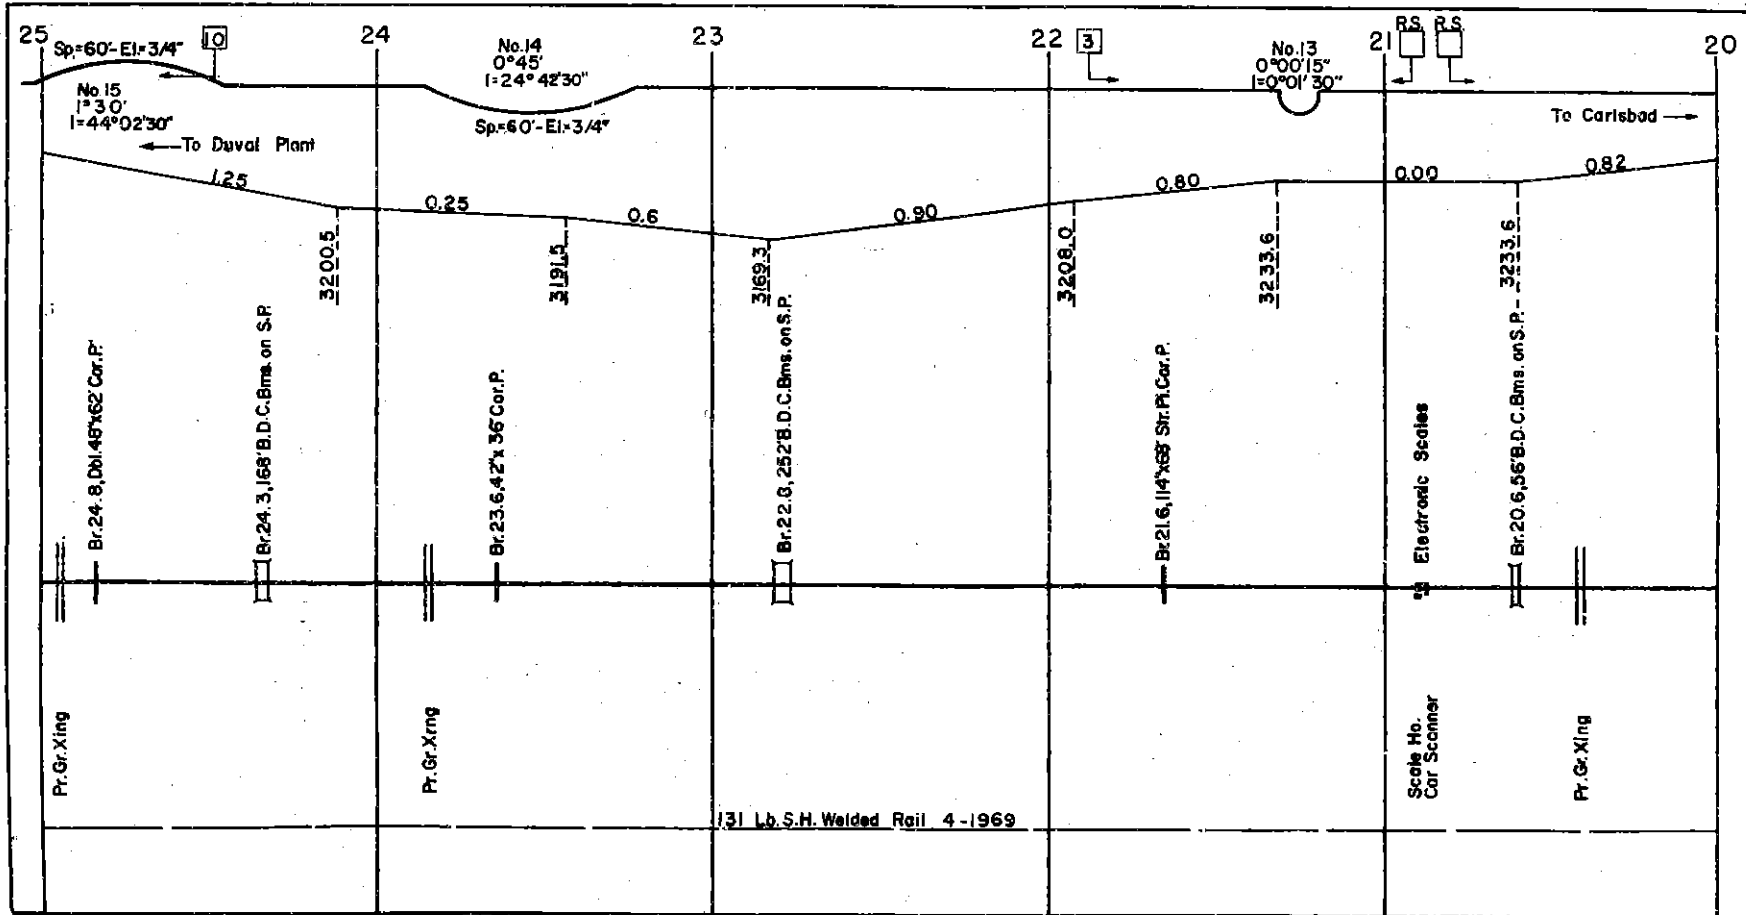 25
Sp=60'-El=3/4"
10
24
No.14
0°45'
I=24°42'30"
23
22
3
No.13
0°00'15"
I=0°01'30"
21
R.S.
R.S.
20
No.15
1°30'
I=44°02'30"
Sp=60'-El=3/4"
To Duval Plant
To Carlsbad
1.25
0.25
0.6
0.90
0.80
0.00
0.82
3200.5
3191.5
3169.3
3208.0
3233.6
3233.6
Br.24.8,Dbl.48"x62'Cor.P.
Br.24.3,168'B.D.C.Bms.on S.P.
Br.23.6,42"x36'Cor.P.
Br.22.8,252'B.D.C.Bms.on S.P.
Br.21.6,114"x68'Str.Pl.Cor.P.
Electronic Scales
Br.20.6,56'B.D.C.Bms.on S.P.
Pr.Gr.Xing
Pr.Gr.Xing
Scale Ho.
Car Scanner
Pr.Gr.Xing
131 Lb.S.H.Welded Rail 4-1969